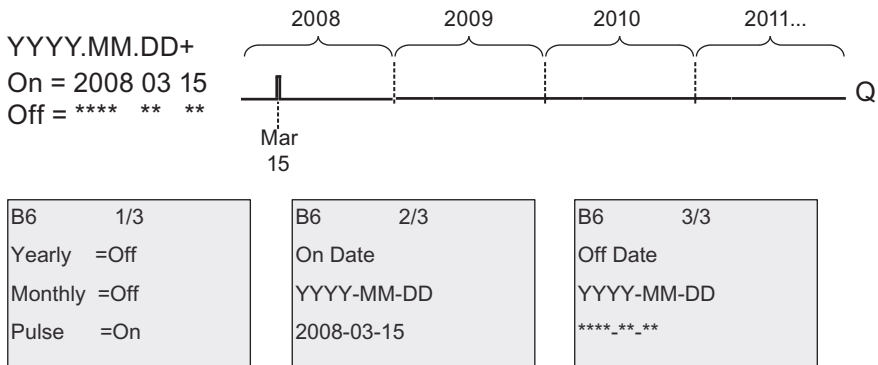 2008 2009 2010 2011...
YYYY.MM.DD+
On = 2008 03 15
Off = **** ** **
Q
Mar
15
B6 1/3
Yearly =Off
Monthly =Off
Pulse =On
B6 2/3
On Date
YYYY-MM-DD
2008-03-15
B6 3/3
Off Date
YYYY-MM-DD
****-**-**